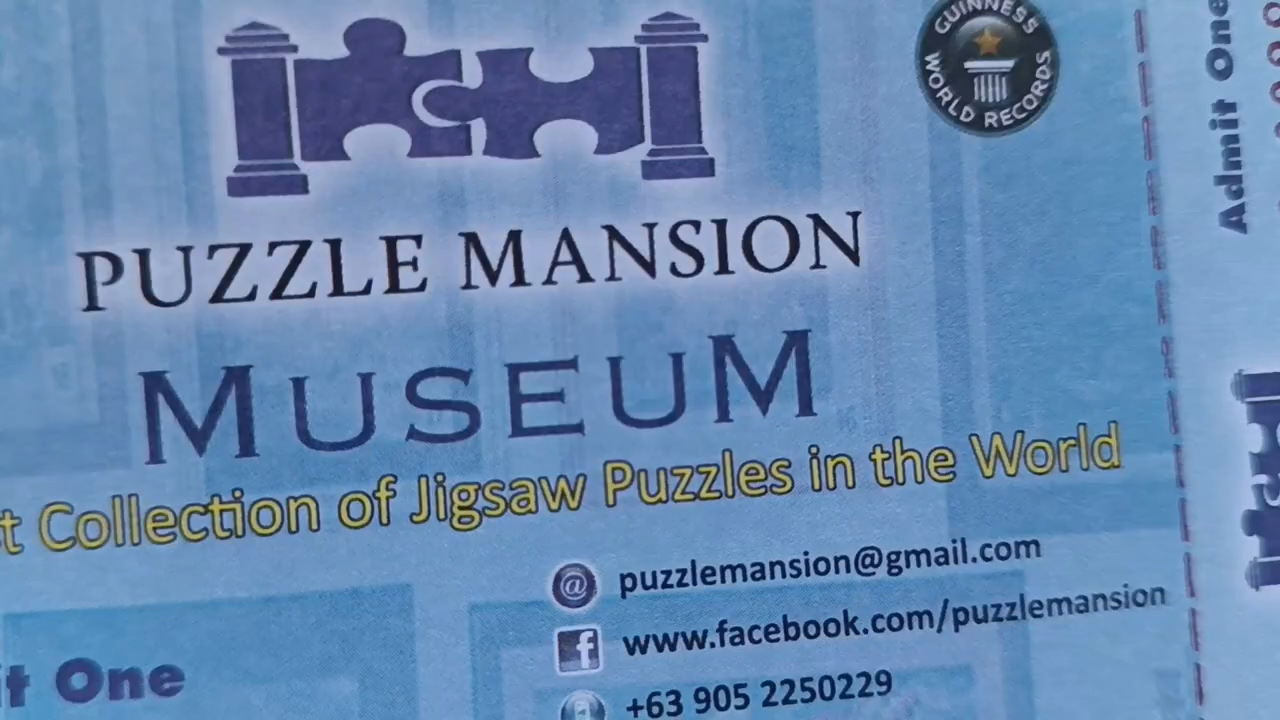 GUINNESS WORLD RECORDS
PUZZLE MANSION
MUSEUM
t Collection of Jigsaw Puzzles in the World
puzzlemansion@gmail.com
www.facebook.com/puzzlemansion
+63 905 2250229
it One
Admit One